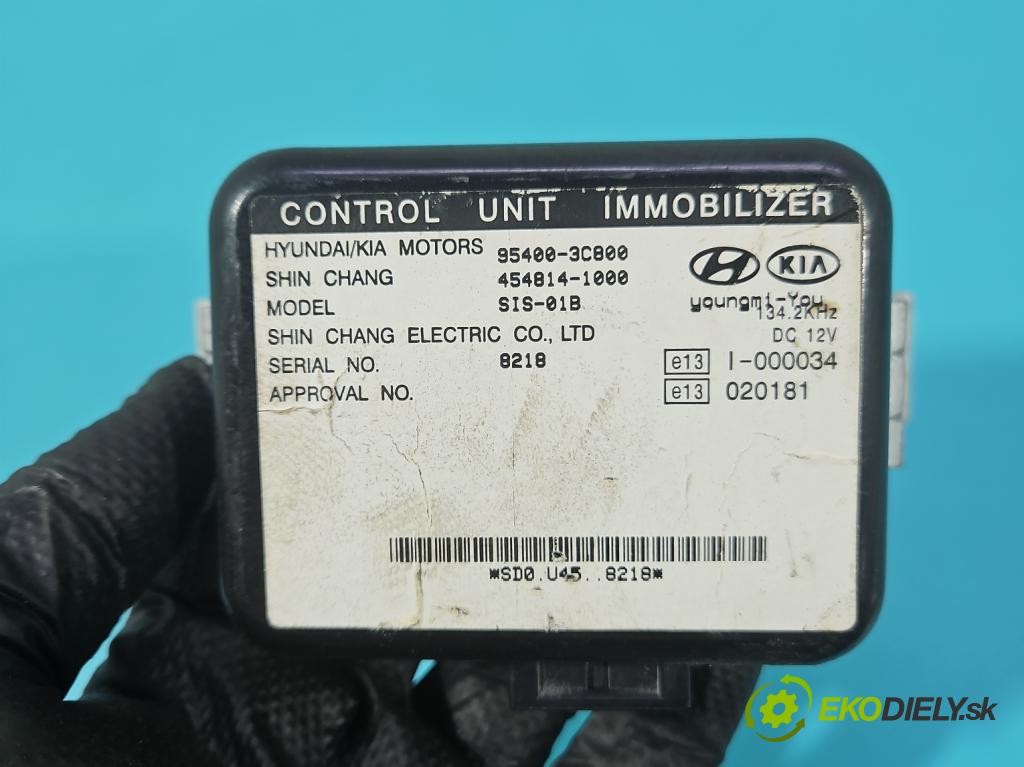 CONTROL UNIT IMMOBILIZER
HYUNDAI/KIA MOTORS 95400-3C800
SHIN CHANG 454814-1000
MODEL SIS-01B
KIA
youngmi-You
134.2KHz
SHIN CHANG ELECTRIC CO., LTD DC 12V
SERIAL NO. 8218 e13 I-000034
APPROVAL NO. e13 020181
*SD0.U45..8218*
EKODIELY.sk